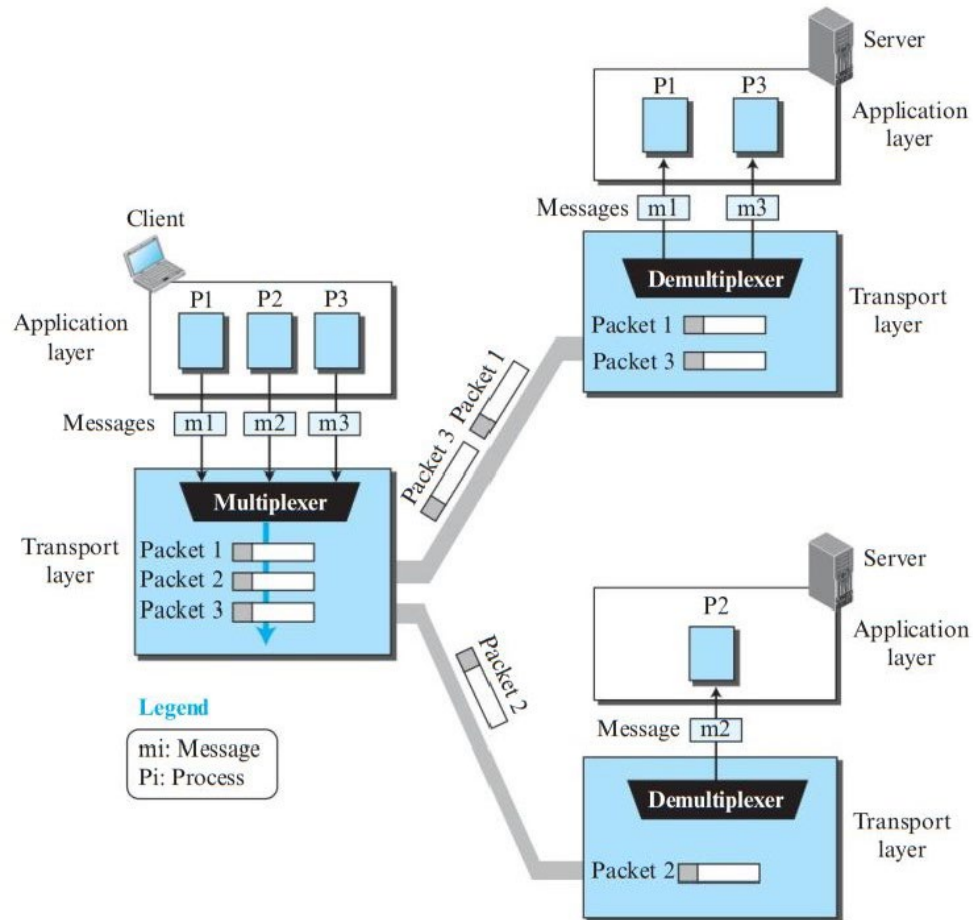 Server
P1 P3
Application
layer
Messages m1 m3
Demultiplexer
Transport
layer
Packet 1
Packet 3
Client
P1 P2 P3
Application
layer
Messages m1 m2 m3
Multiplexer
Transport
layer
Packet 1
Packet 2
Packet 3
Packet 1
Packet 3
Packet 2
Server
P2
Application
layer
Message m2
Demultiplexer
Transport
layer
Packet 2
Legend
mi: Message
Pi: Process